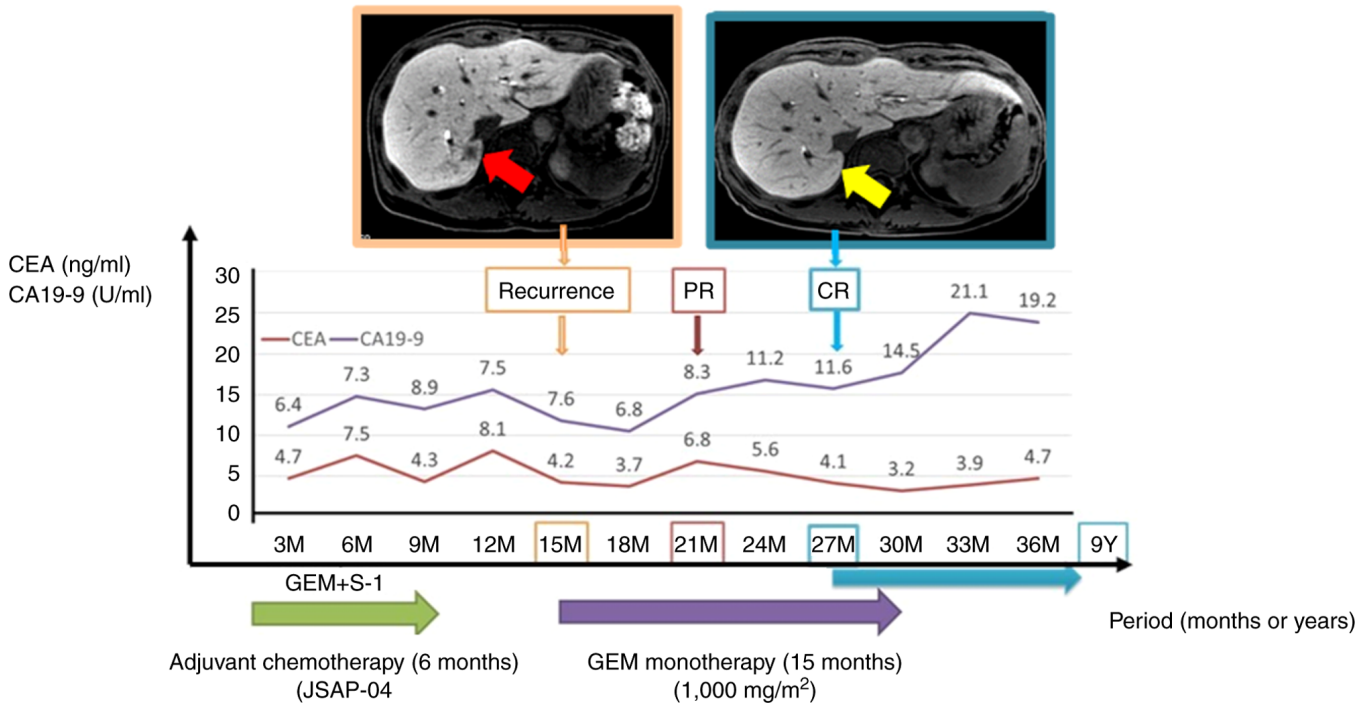 CEA (ng/ml)
CA19-9 (U/ml)
Recurrence
PR
CR
30
25
20
15
10
5
0
CEA
CA19-9
6.4
7.3
8.9
7.5
7.6
6.8
8.3
11.2
11.6
14.5
21.1
19.2
4.7
7.5
4.3
8.1
4.2
3.7
6.8
5.6
4.1
3.2
3.9
4.7
3M 6M 9M 12M 15M 18M 21M 24M 27M 30M 33M 36M 9Y
GEM+S-1
Period (months or years)
Adjuvant chemotherapy (6 months)
(JSAP-04
GEM monotherapy (15 months)
(1,000 mg/m²)